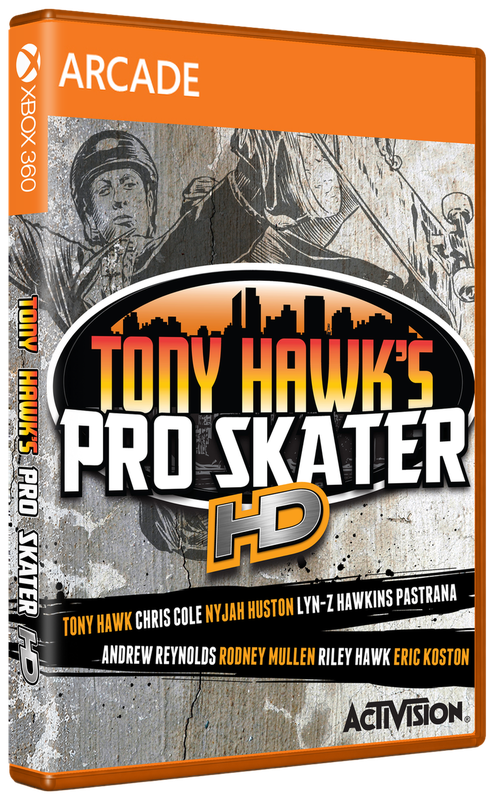 XBOX 360
ARCADE
TONY HAWK'S
PRO SKATER
HD
TONY HAWK CHRIS COLE NYJAH HUSTON LYN-Z HAWKINS PASTRANA
ANDREW REYNOLDS RODNEY MULLEN RILEY HAWK ERIC KOSTON
ACTIVISION®
TONY HAWK'S PRO SKATER HD